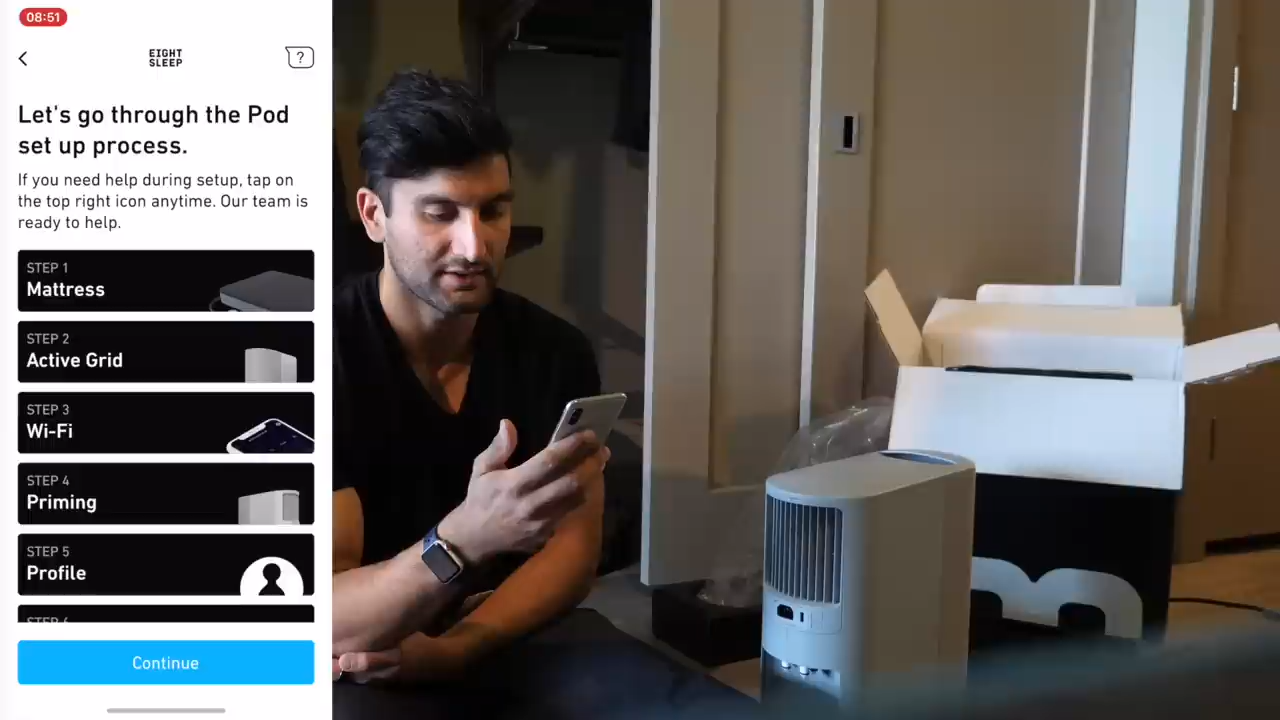 08:51
EIGHT
SLEEP
?
Let's go through the Pod
set up process.
If you need help during setup, tap on
the top right icon anytime. Our team is
ready to help.
STEP 1
Mattress
STEP 2
Active Grid
STEP 3
Wi-Fi
STEP 4
Priming
STEP 5
Profile
STEP 6
Continue